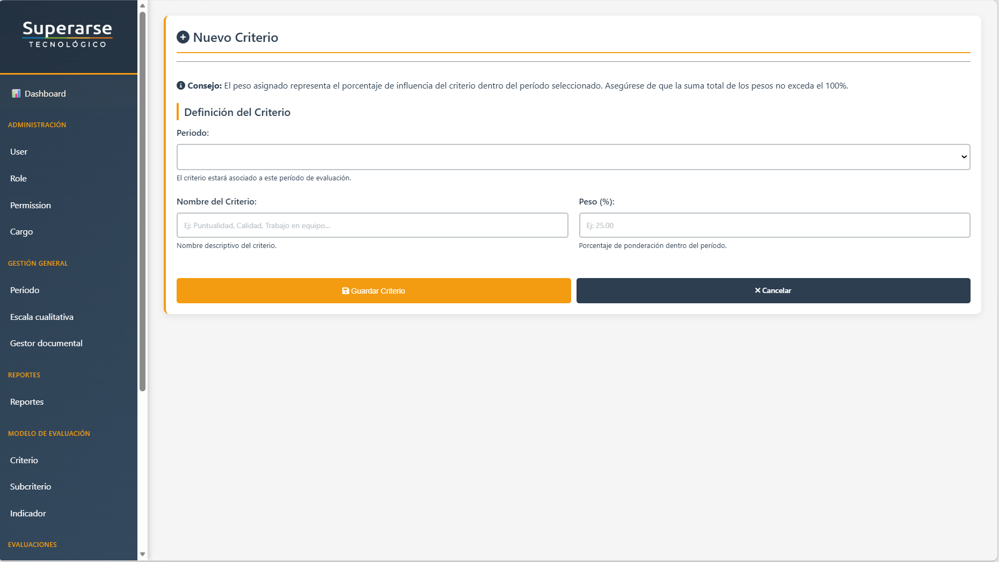 Superarse
TECNOLÓGICO
Dashboard
ADMINISTRACIÓN
User
Role
Permission
Cargo
GESTIÓN GENERAL
Periodo
Escala cualitativa
Gestor documental
REPORTES
Reportes
MODELO DE EVALUACIÓN
Criterio
Subcriterio
Indicador
EVALUACIONES
Nuevo Criterio
Consejo: El peso asignado representa el porcentaje de influencia del criterio dentro del período seleccionado. Asegúrese de que la suma total de los pesos no exceda el 100%.
Definición del Criterio
Periodo:
El criterio estará asociado a este período de evaluación.
Nombre del Criterio:
Ej: Puntualidad, Calidad, Trabajo en equipo...
Nombre descriptivo del criterio.
Peso (%):
Ej: 25.00
Porcentaje de ponderación dentro del período.
Guardar Criterio
Cancelar